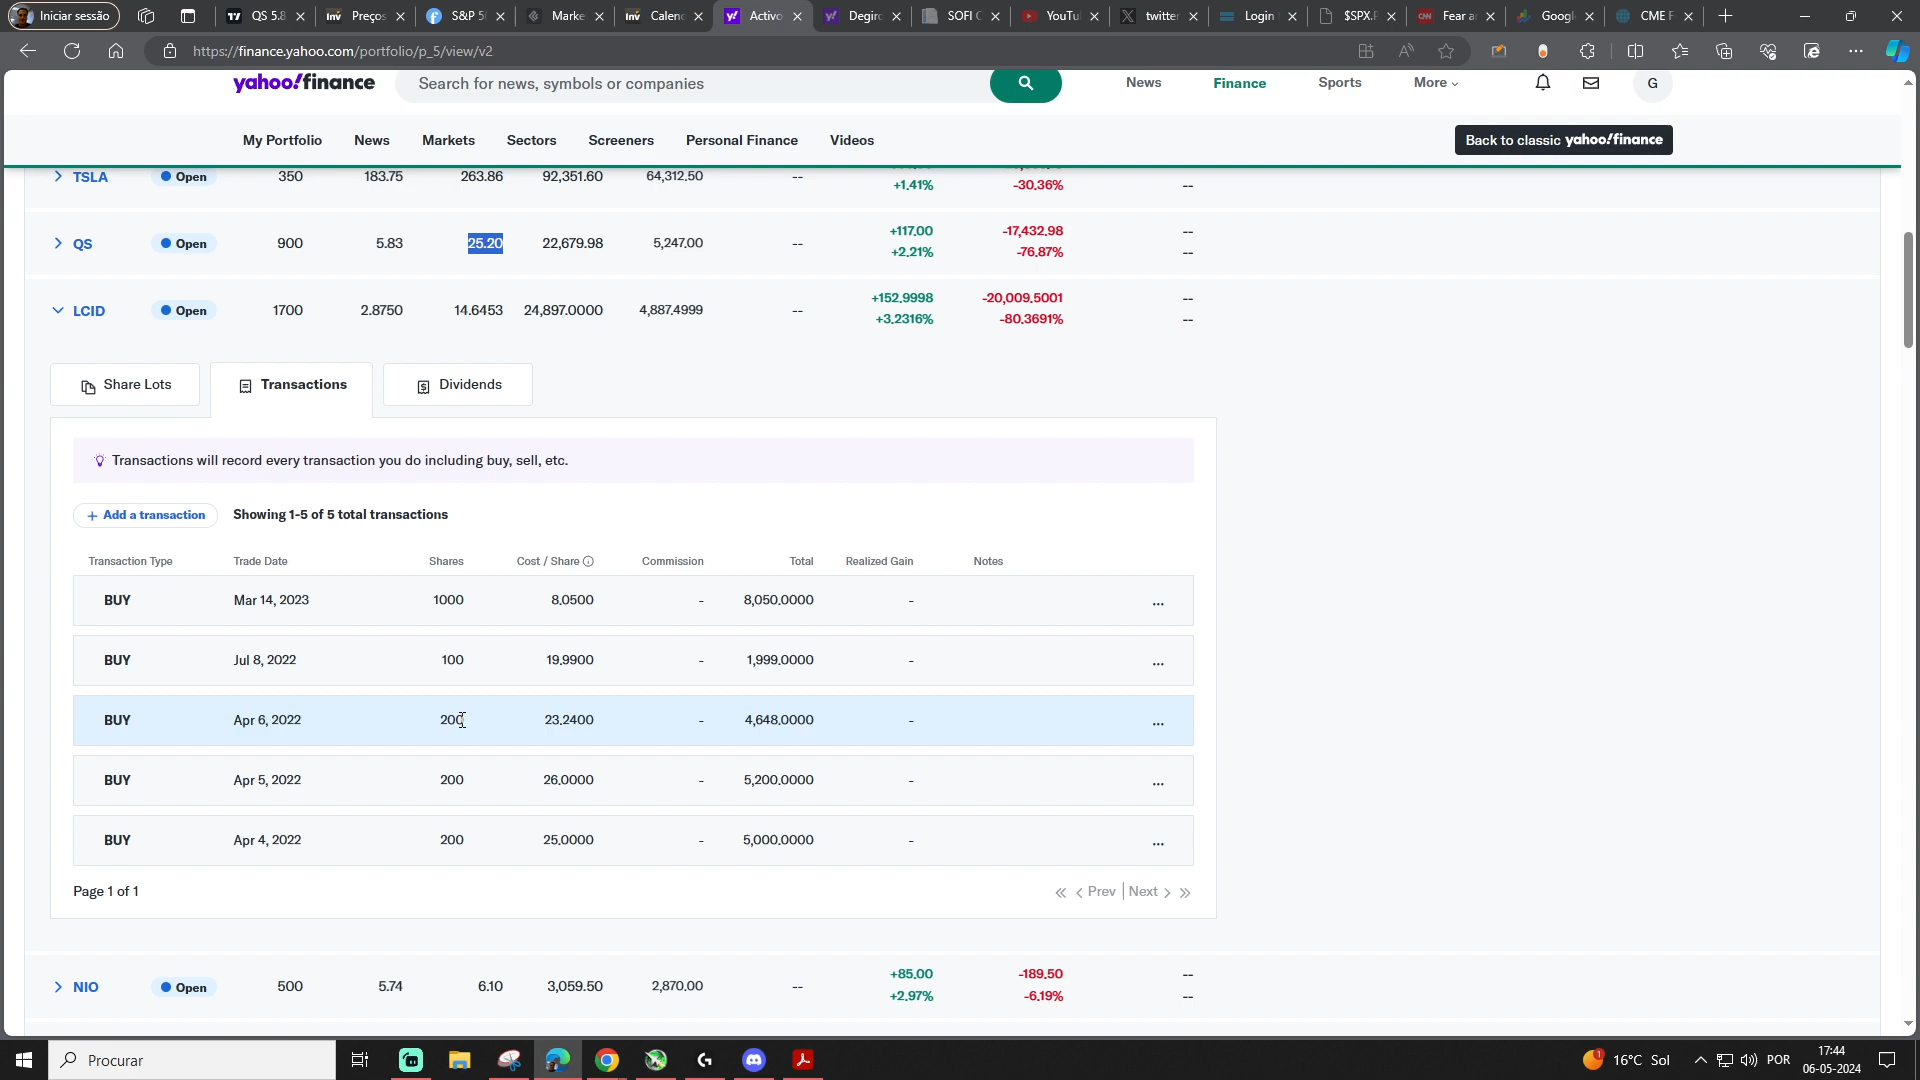 Iniciar sessão QS 5.8 Preços S&P 5 Marke Calend Activo Degiro SOFI C YouTu twitter Login $SPX.P Fear a Googl CME F
https://finance.yahoo.com/portfolio/p_5/view/v2
yahoo!finance Search for news, symbols or companies News Finance Sports More G
My Portfolio News Markets Sectors Screeners Personal Finance Videos Back to classic yahoo!finance
TSLA Open 350 183.75 263.86 92,351.60 64,312.50 -- +1.41% -30.36% --
QS Open 900 5.83 25.20 22,679.98 5,247.00 -- +117.00 -17,432.98 --
+2.21% -76.87% --
LCID Open 1700 2.8750 14.6453 24,897.0000 4,887.4999 -- +152.9998 -20,009.5001 --
+3.2316% -80.3691% --
Share Lots Transactions Dividends
Transactions will record every transaction you do including buy, sell, etc.
+ Add a transaction Showing 1-5 of 5 total transactions
Transaction Type Trade Date Shares Cost / Share Commission Total Realized Gain Notes
BUY Mar 14, 2023 1000 8.0500 - 8,050.0000 - ...
BUY Jul 8, 2022 100 19.9900 - 1,999.0000 - ...
BUY Apr 6, 2022 200 23.2400 - 4,648.0000 - ...
BUY Apr 5, 2022 200 26.0000 - 5,200.0000 - ...
BUY Apr 4, 2022 200 25.0000 - 5,000.0000 - ...
Page 1 of 1 Prev Next
NIO Open 500 5.74 6.10 3,059.50 2,870.00 -- +85.00 -189.50 --
+2.97% -6.19% --
Procurar 1 16°C Sol POR 17:44
06-05-2024